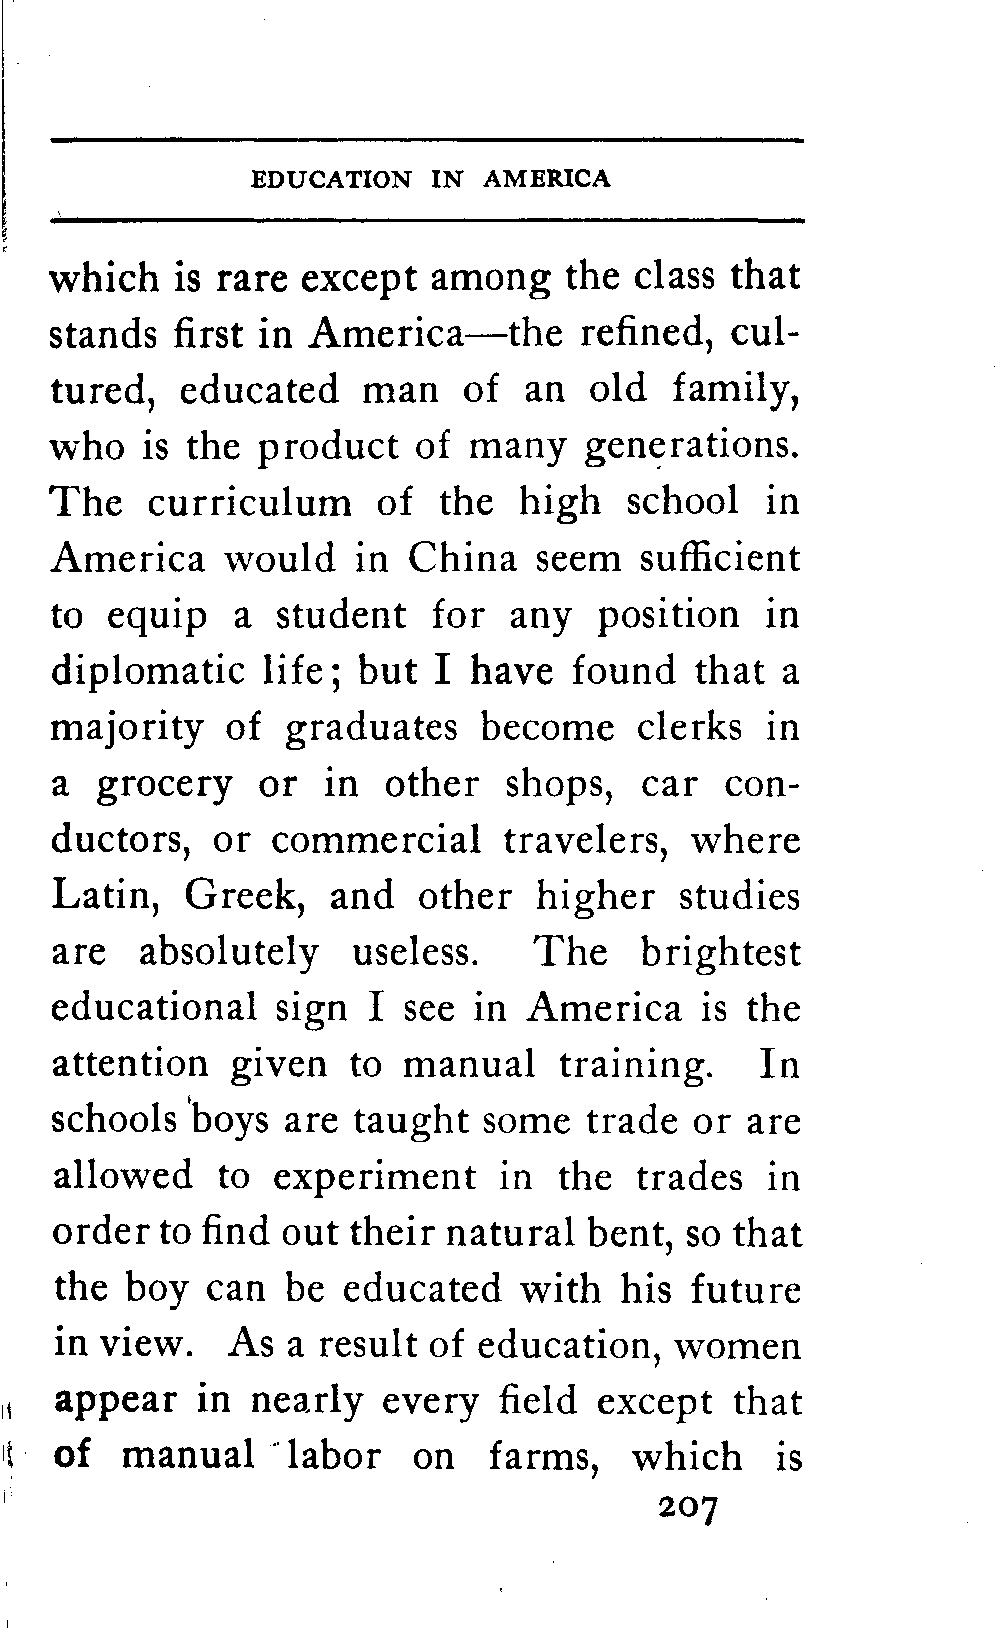 EDUCATION IN AMERICA
which is rare except among the class that
stands first in America—the refined, cul-
tured, educated man of an old family,
who is the product of many generations.
The curriculum of the high school in
America would in China seem sufficient
to equip a student for any position in
diplomatic life; but I have found that a
majority of graduates become clerks in
a grocery or in other shops, car con-
ductors, or commercial travelers, where
Latin, Greek, and other higher studies
are absolutely useless. The brightest
educational sign I see in America is the
attention given to manual training. In
schools boys are taught some trade or are
allowed to experiment in the trades in
order to find out their natural bent, so that
the boy can be educated with his future
in view. As a result of education, women
appear in nearly every field except that
of manual labor on farms, which is
207